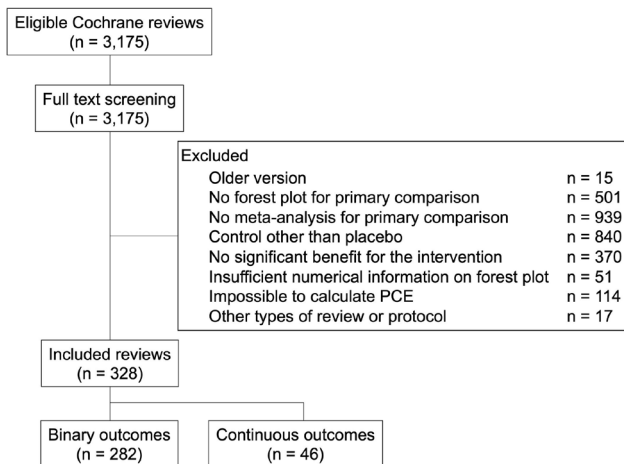 Eligible Cochrane reviews
(n = 3,175)
Full text screening
(n = 3,175)
Excluded
Older version n = 15
No forest plot for primary comparison n = 501
No meta-analysis for primary comparison n = 939
Control other than placebo n = 840
No significant benefit for the intervention n = 370
Insufficient numerical information on forest plot n = 51
Impossible to calculate PCE n = 114
Other types of review or protocol n = 17
Included reviews
(n = 328)
Binary outcomes
(n = 282)
Continuous outcomes
(n = 46)